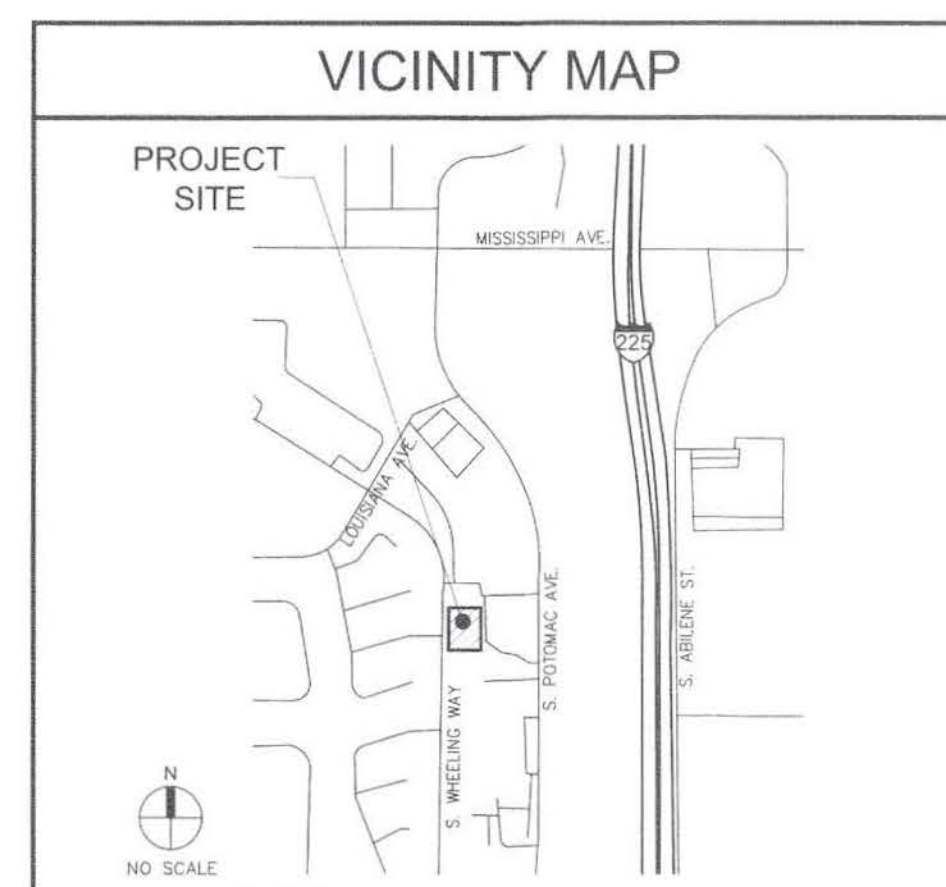 VICINITY MAP
PROJECT
SITE
MISSISSIPPI AVE.
225
LOUISIANA AVE.
S. POTOMAC AVE.
S. ABILENE ST.
S. WHEELING WAY
N
NO SCALE